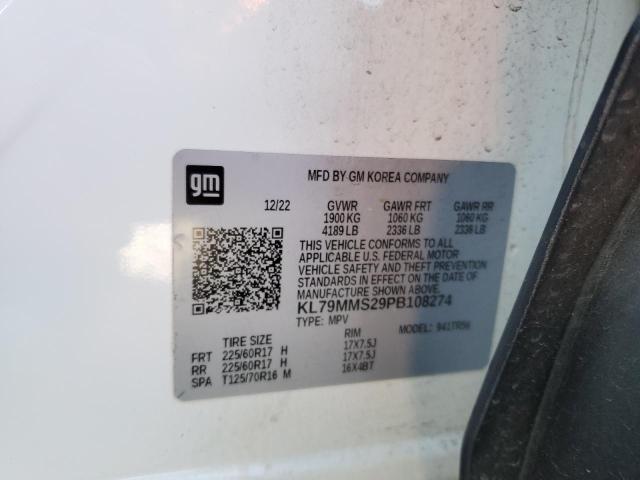 gm
MFD BY GM KOREA COMPANY
12/22 GVWR GAWR FRT GAWR RR
1900 KG 1060 KG 1060 KG
4189 LB 2336 LB 2336 LB
THIS VEHICLE CONFORMS TO ALL
APPLICABLE U.S. FEDERAL MOTOR
VEHICLE SAFETY AND THEFT PREVENTION
STANDARDS IN EFFECT ON THE DATE OF
MANUFACTURE SHOWN ABOVE.
KL79MMS29PB108274
TYPE: MPV MODEL:
TIRE SIZE RIM
FRT 225/60R17 H 17X7.5J
RR 225/60R17 H 17X7.5J
SPA T125/70R16 M 16X4BT